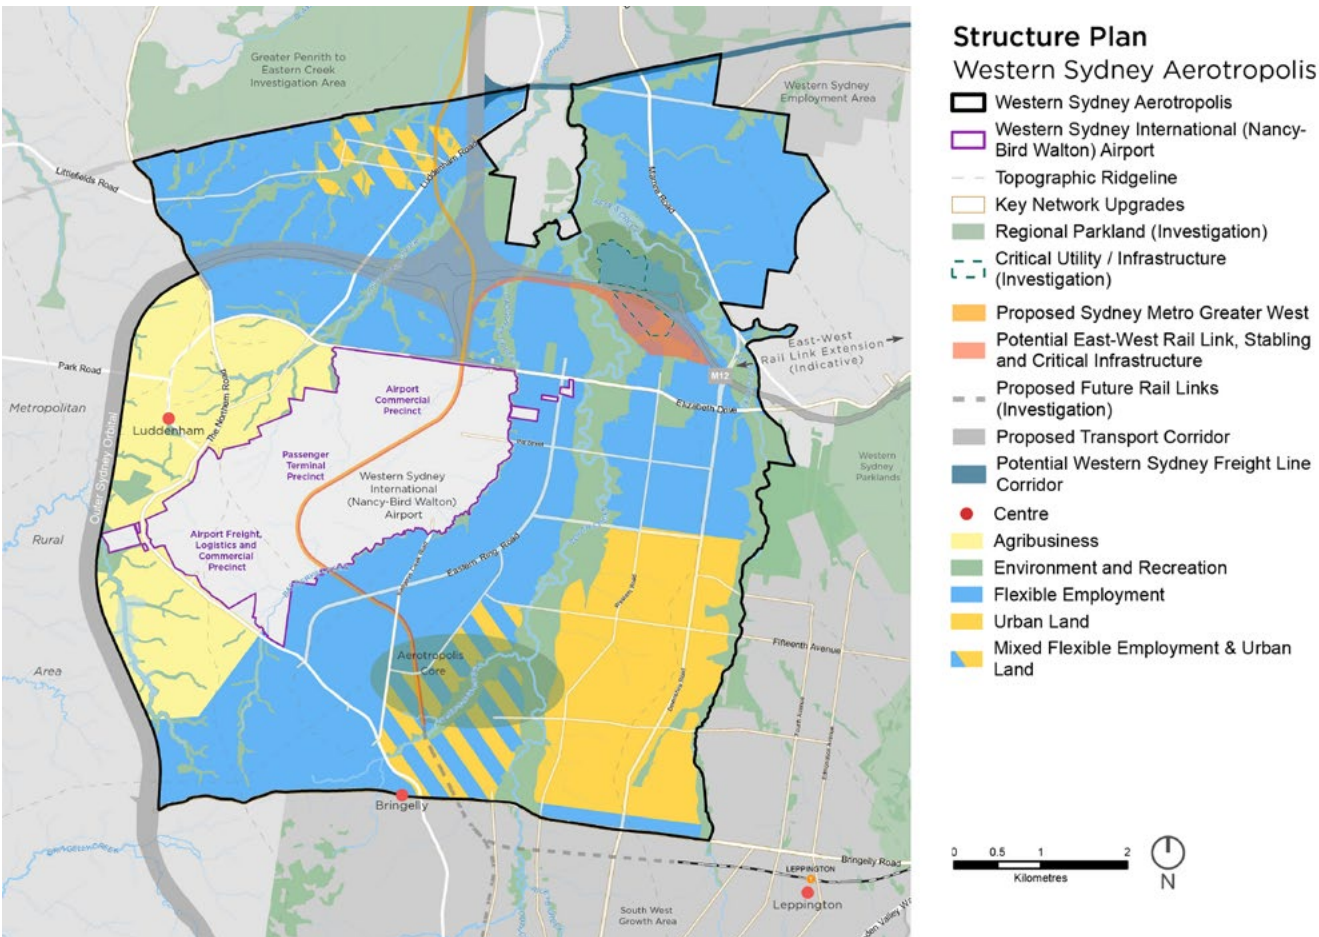 Structure Plan
Western Sydney Aerotropolis
Western Sydney Aerotropolis
Western Sydney International (Nancy-
Bird Walton) Airport
Topographic Ridgeline
Key Network Upgrades
Regional Parkland (Investigation)
Critical Utility / Infrastructure
(Investigation)
Proposed Sydney Metro Greater West
Potential East-West Rail Link, Stabling
and Critical Infrastructure
Proposed Future Rail Links
(Investigation)
Proposed Transport Corridor
Potential Western Sydney Freight Line
Corridor
Centre
Agribusiness
Environment and Recreation
Flexible Employment
Urban Land
Mixed Flexible Employment & Urban
Land
0 0.5 1 2
Kilometres
N
Greater Penrith to
Eastern Creek
Investigation Area
Western Sydney
Employment Area
Littlefields Road
Luddenham Road
Mamre Road
East-West
Rail Link Extension
(Indicative)
M12
Elizabeth Drive
Park Road
Metropolitan
Rural
Area
Luddenham
The Northern Road
Outer Sydney Orbital
Airport
Commercial
Precinct
Passenger
Terminal
Precinct
Western Sydney
International
(Nancy-Bird Walton)
Airport
Airport Freight,
Logistics and
Commercial
Precinct
Western
Sydney
Parklands
Eastern Ring Road
Aerotropolis
Core
Fifteenth Avenue
Bringelly
Bringelly Road
LEPPINGTON
Leppington
South West
Growth Area